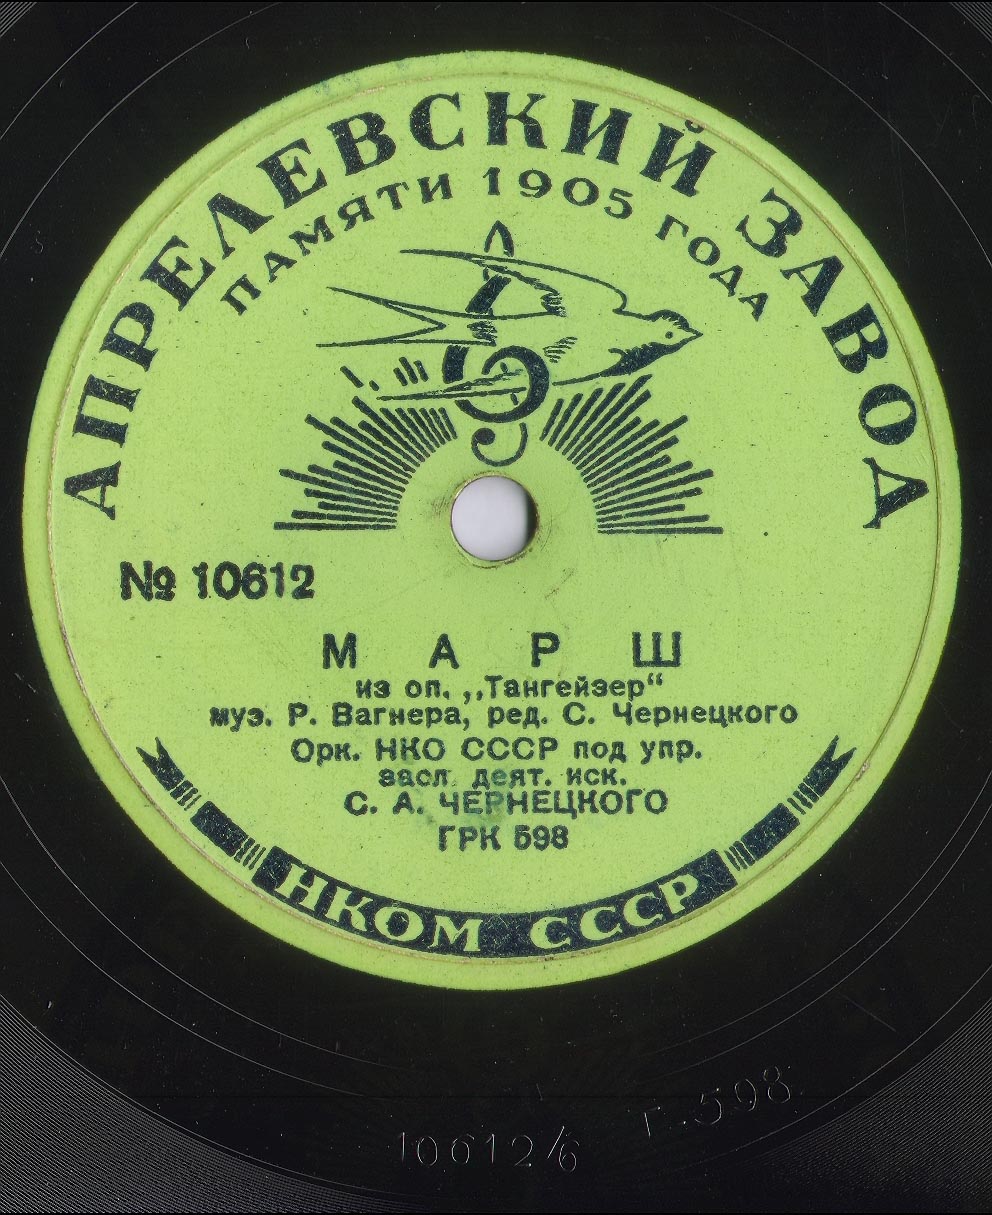 АПРЕЛЕВСКИЙ ЗАВОД
ПАМЯТИ 1905 ГОДА
№ 10612
МАРШ
из оп. ,,Тангейзер“
муз. Р. Вагнера, ред. С. Чернецкого
Орк. НКО СССР под упр.
засл. деят. иск.
С. А. ЧЕРНЕЦКОГО
ГРК 598
НКОМ СССР
Г. 598
10612/6